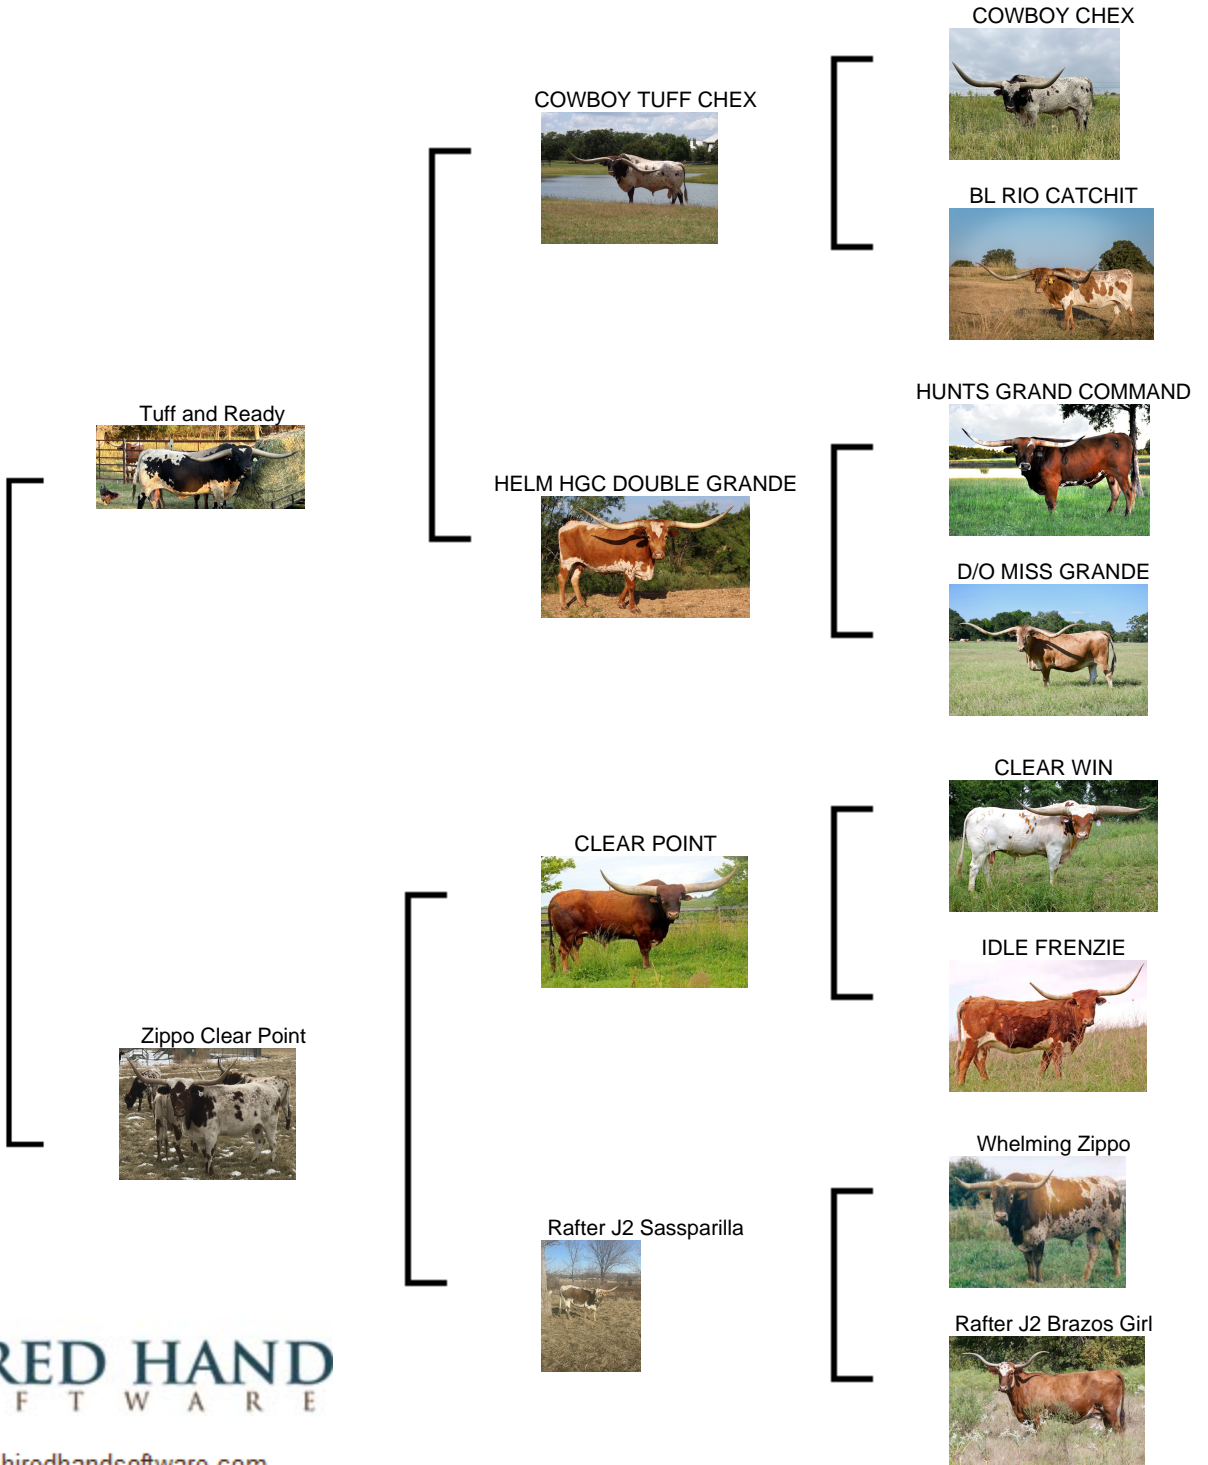 COWBOY CHEX
COWBOY TUFF CHEX
BL RIO CATCHIT
Tuff and Ready
HUNTS GRAND COMMAND
HELM HGC DOUBLE GRANDE
D/O MISS GRANDE
CLEAR WIN
CLEAR POINT
IDLE FRENZIE
Zippo Clear Point
Whelming Zippo
Rafter J2 Sassparilla
Rafter J2 Brazos Girl
RED HAND
F T W A R E
hiredhandsoftware.com